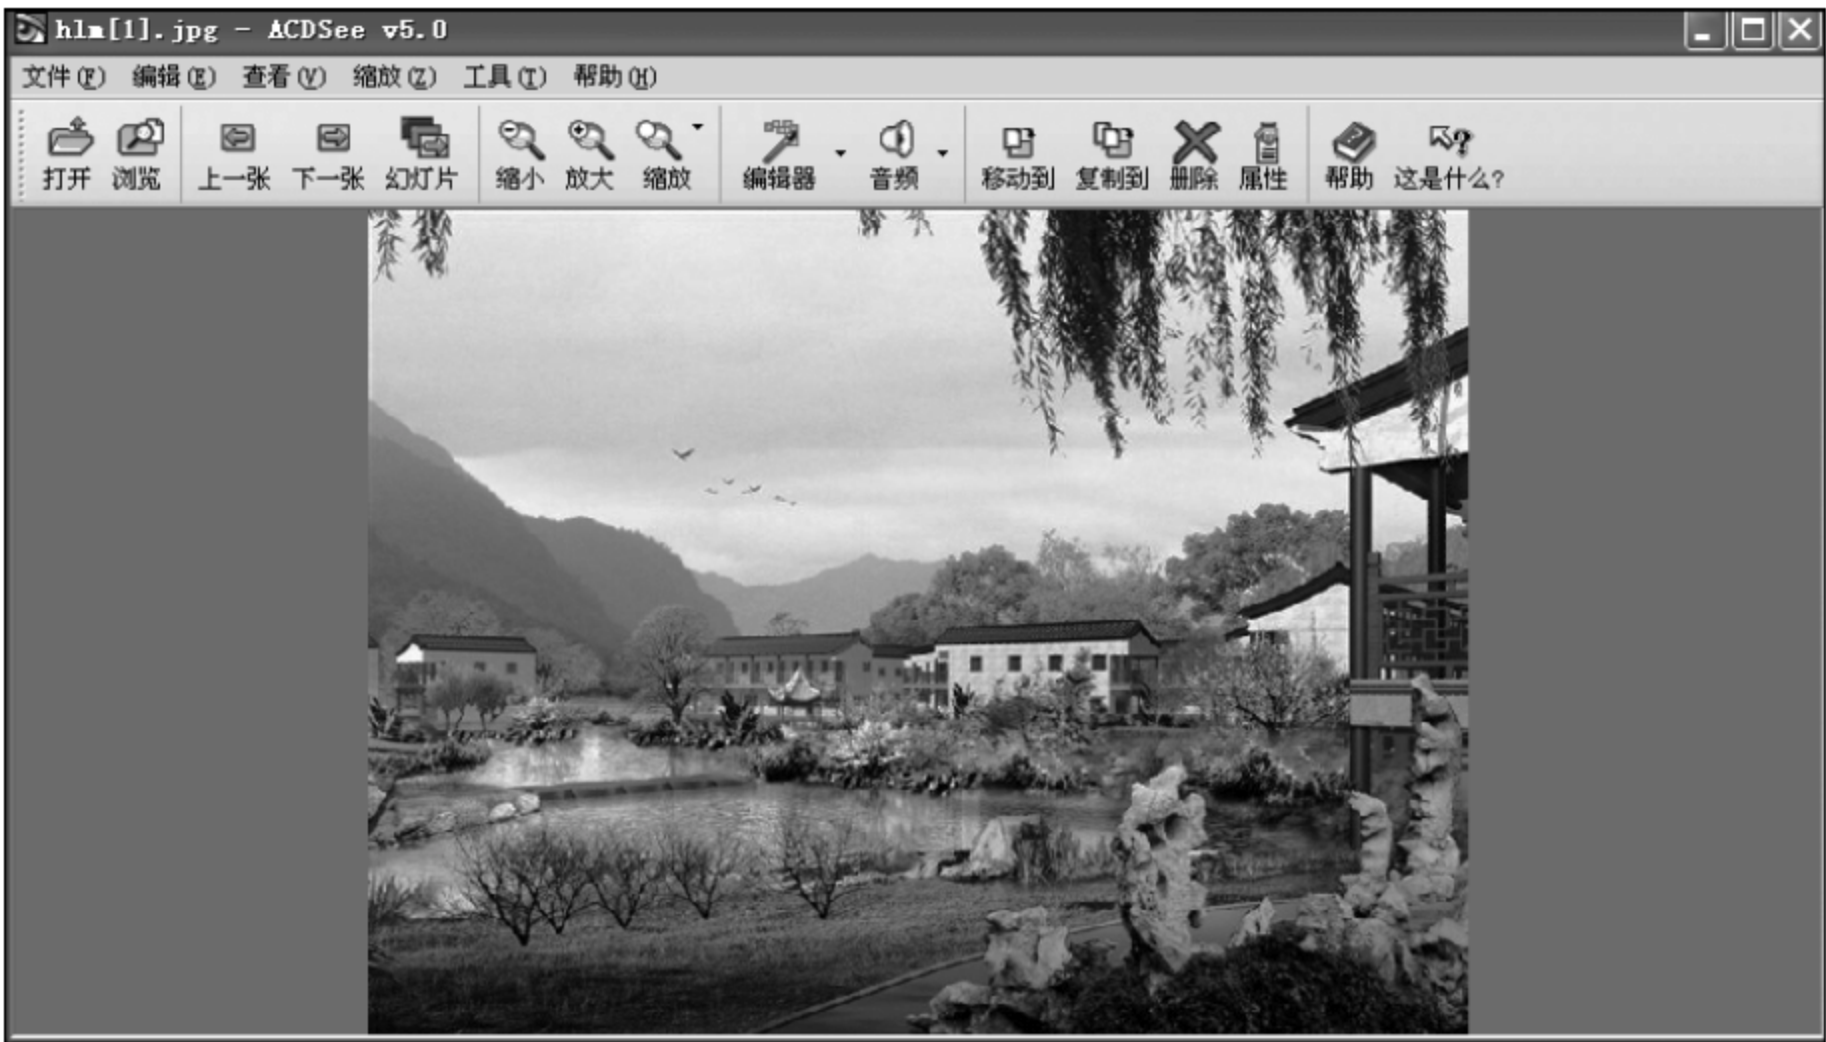 hlm[1].jpg - ACDSee v5.0
文件(F) 编辑(E) 查看(V) 缩放(Z) 工具(T) 帮助(H)
打开 浏览 上一张 下一张 幻灯片 缩小 放大 缩放 编辑器 音频 移动到 复制到 删除 属性 帮助 这是什么?